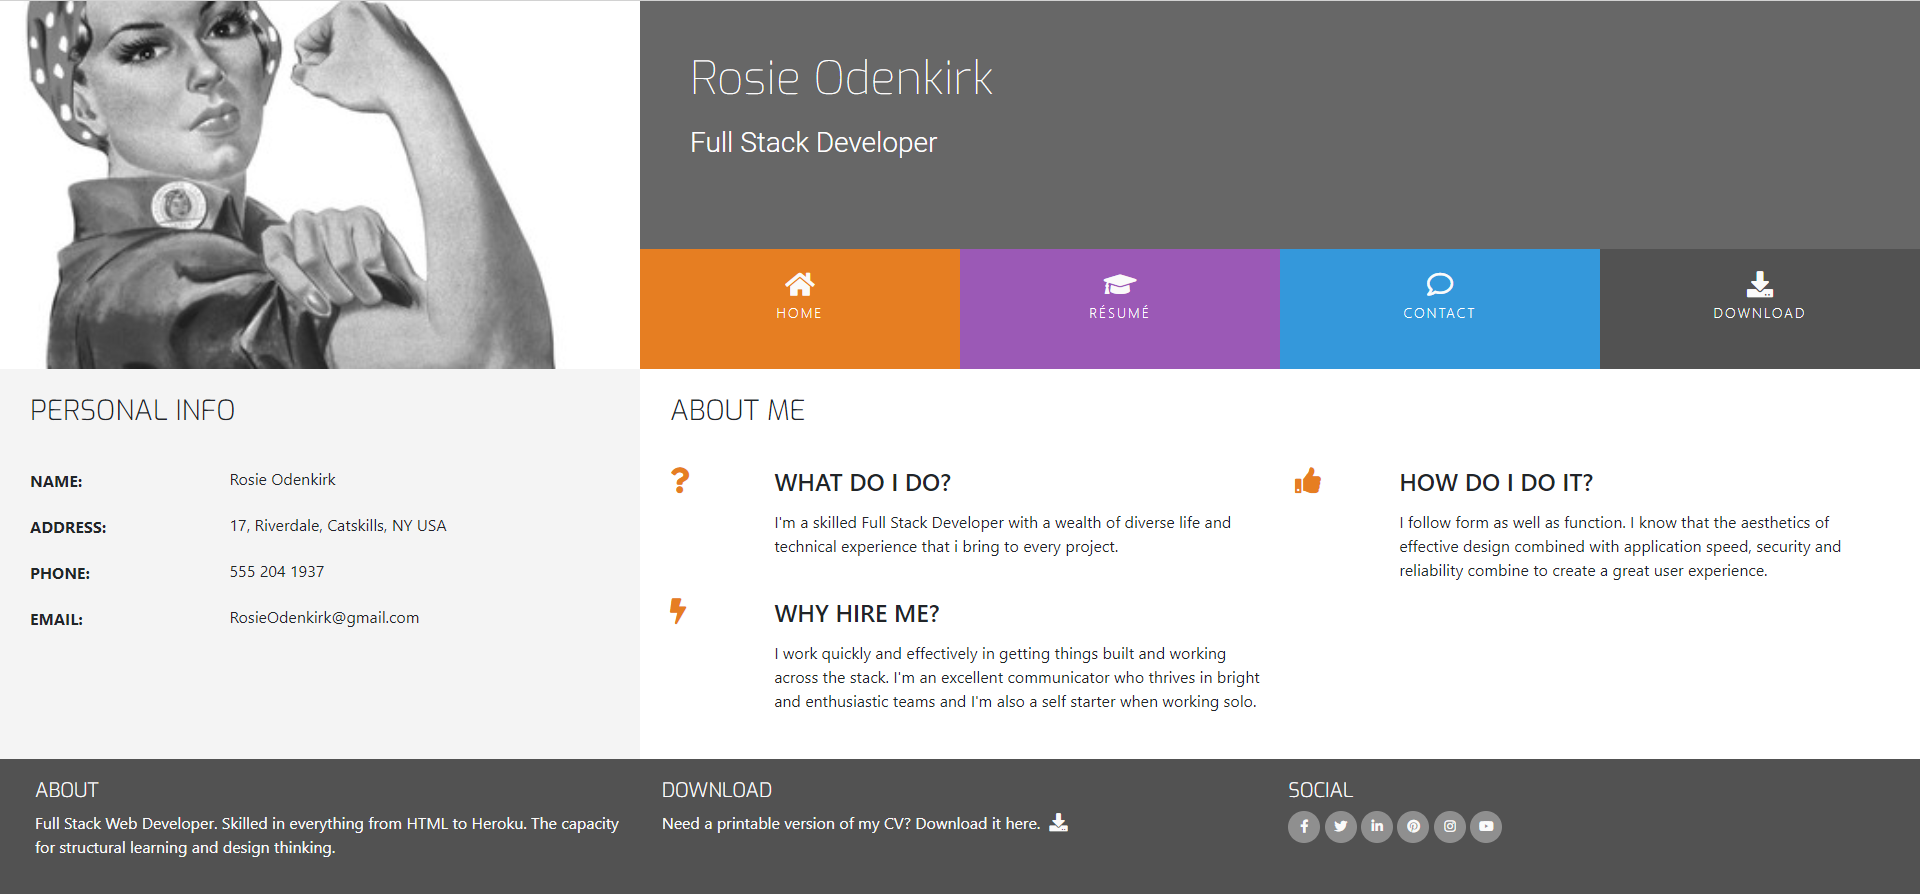 Rosie Odenkirk
Full Stack Developer
HOME
RÉSUMÉ
CONTACT
DOWNLOAD
PERSONAL INFO
NAME: Rosie Odenkirk
ADDRESS: 17, Riverdale, Catskills, NY USA
PHONE: 555 204 1937
EMAIL: RosieOdenkirk@gmail.com
ABOUT ME
WHAT DO I DO?
I'm a skilled Full Stack Developer with a wealth of diverse life and
technical experience that i bring to every project.
HOW DO I DO IT?
I follow form as well as function. I know that the aesthetics of
effective design combined with application speed, security and
reliability combine to create a great user experience.
WHY HIRE ME?
I work quickly and effectively in getting things built and working
across the stack. I'm an excellent communicator who thrives in bright
and enthusiastic teams and I'm also a self starter when working solo.
ABOUT
Full Stack Web Developer. Skilled in everything from HTML to Heroku. The capacity
for structural learning and design thinking.
DOWNLOAD
Need a printable version of my CV? Download it here.
SOCIAL